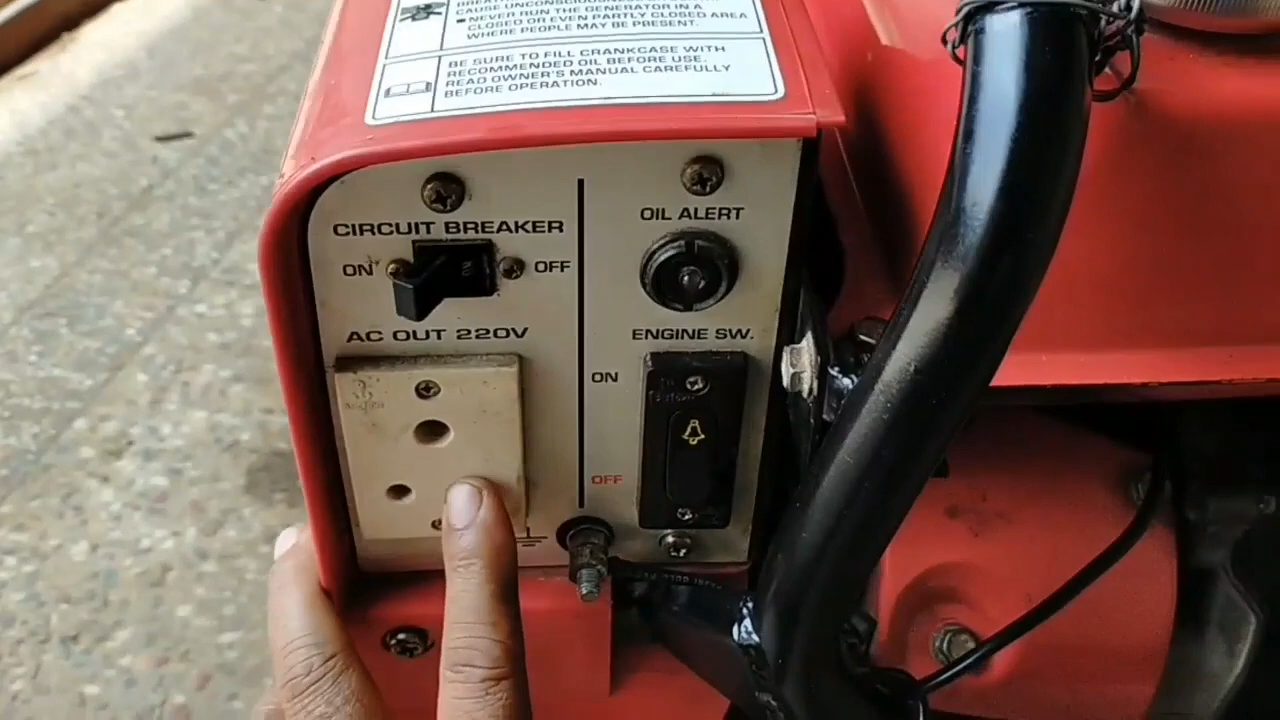 CAUSE UNCONSCIOUSNESS
▪ NEVER RUN THE GENERATOR IN A
CLOSED OR EVEN PARTLY CLOSED AREA
WHERE PEOPLE MAY BE PRESENT.
BE SURE TO FILL CRANKCASE WITH
RECOMMENDED OIL BEFORE USE.
READ OWNER'S MANUAL CAREFULLY
BEFORE OPERATION.
CIRCUIT BREAKER
ON
OFF
AC OUT 220V
OIL ALERT
ENGINE SW.
ON
OFF